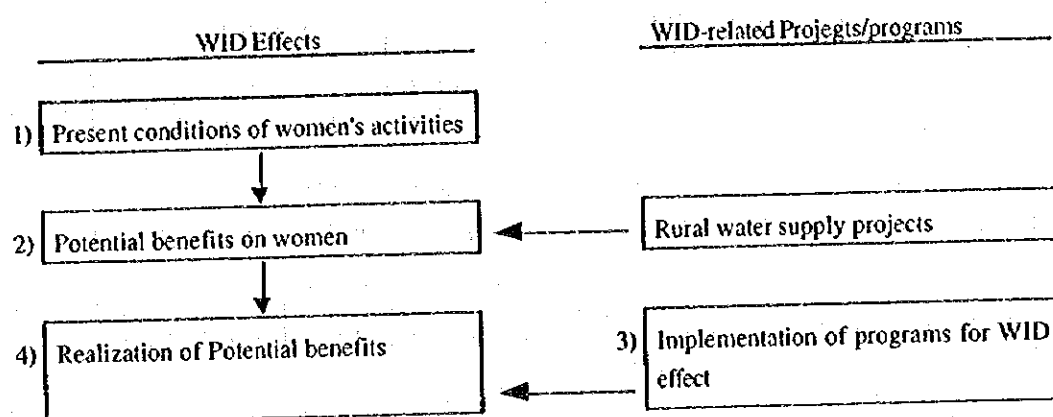 WID Effects
WID-related Projegts/programs
1) Present conditions of women's activities
2) Potential benefits on women
Rural water supply projects
4) Realization of Potential benefits
3) Implementation of programs for WID
effect